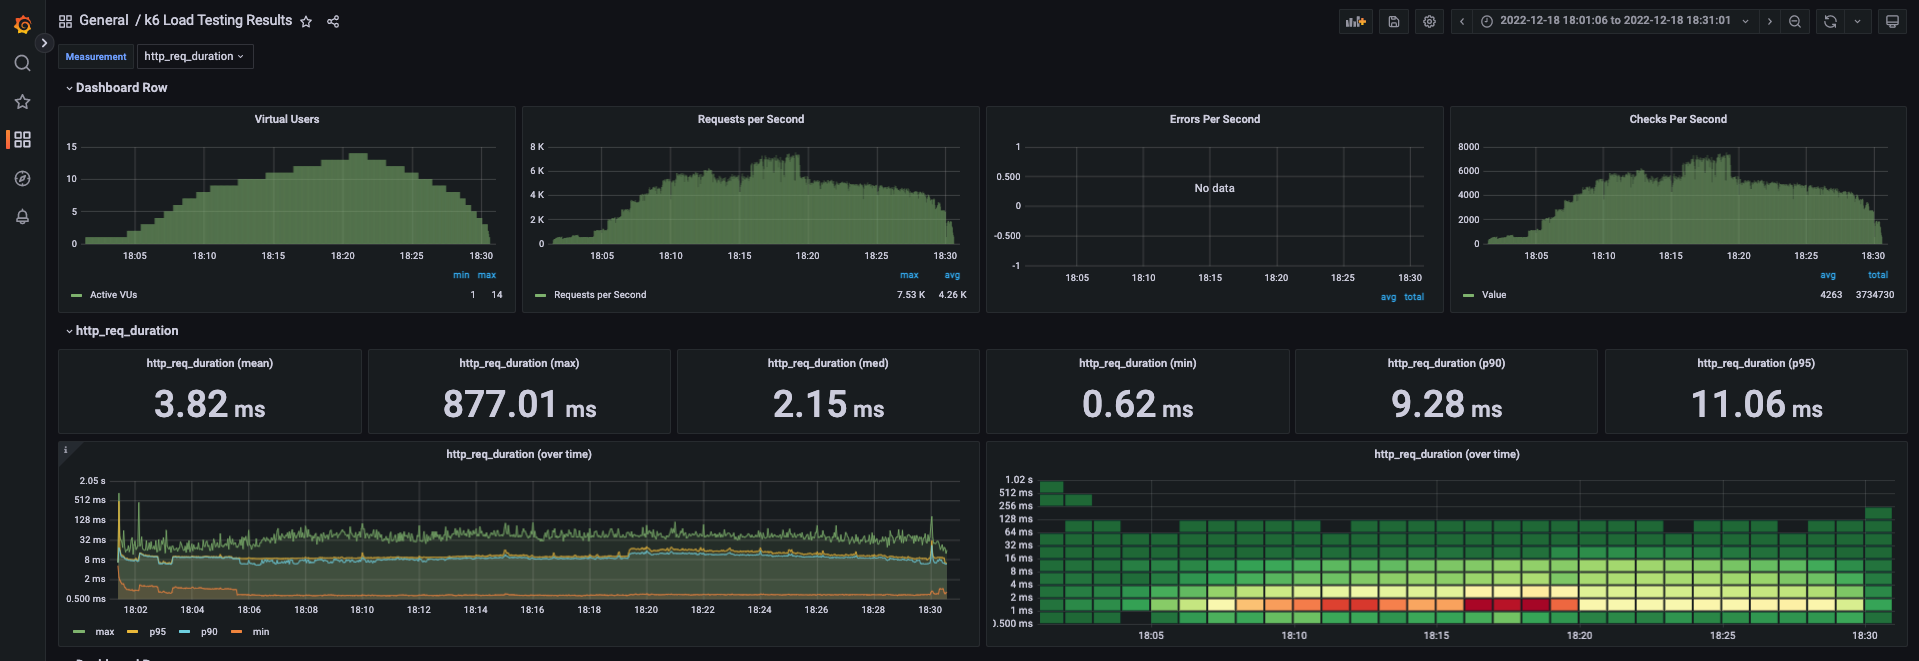 General / k6 Load Testing Results
2022-12-18 18:01:06 to 2022-12-18 18:31:01
Measurement http_req_duration
Dashboard Row
Virtual Users
15
10
5
0
18:05 18:10 18:15 18:20 18:25 18:30
min max
Active VUs 1 14
Requests per Second
8 K
6 K
4 K
2 K
0
18:05 18:10 18:15 18:20 18:25 18:30
max avg
Requests per Second 7.53 K 4.26 K
Errors Per Second
1
0.500
0
-0.500
-1
No data
18:05 18:10 18:15 18:20 18:25 18:30
avg total
Checks Per Second
8000
6000
4000
2000
0
18:05 18:10 18:15 18:20 18:25 18:30
avg total
Value 4263 3734730
http_req_duration
http_req_duration (mean)
3.82 ms
http_req_duration (max)
877.01 ms
http_req_duration (med)
2.15 ms
http_req_duration (min)
0.62 ms
http_req_duration (p90)
9.28 ms
http_req_duration (p95)
11.06 ms
i
http_req_duration (over time)
2.05 s
512 ms
128 ms
32 ms
8 ms
2 ms
0.500 ms
18:02 18:04 18:06 18:08 18:10 18:12 18:14 18:16 18:18 18:20 18:22 18:24 18:26 18:28 18:30
max p95 p90 min
http_req_duration (over time)
1.02 s
512 ms
256 ms
128 ms
64 ms
32 ms
16 ms
8 ms
4 ms
2 ms
1 ms
0.500 ms
18:05 18:10 18:15 18:20 18:25 18:30